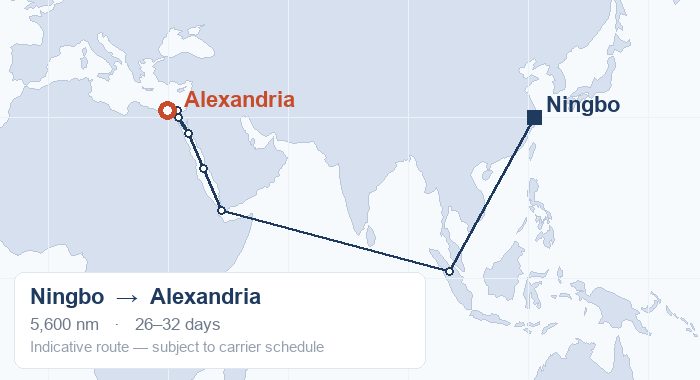 Alexandria
Ningbo
Ningbo → Alexandria
5,600 nm · 26–32 days
Indicative route — subject to carrier schedule